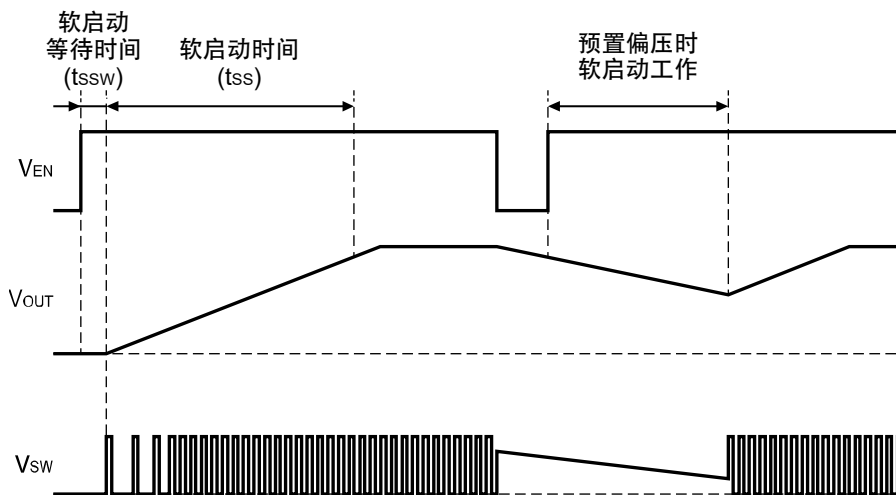 软启动
等待时间
(tssw)
软启动时间
(tss)
预置偏压时
软启动工作
VEN
VOUT
VSW